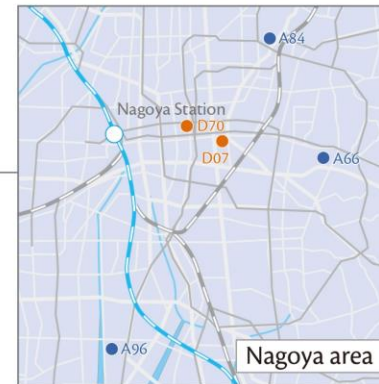 A84
Nagoya Station
D70
D07
A66
A96
Nagoya area